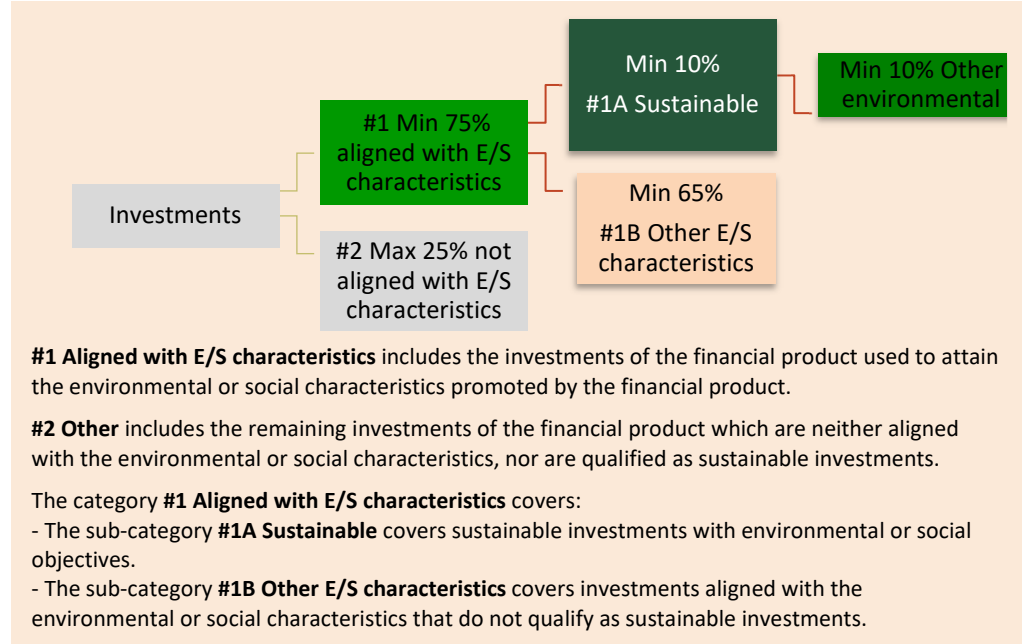 Investments
#1 Min 75%
aligned with E/S
characteristics
#2 Max 25% not
aligned with E/S
characteristics
Min 10%
#1A Sustainable
Min 65%
#1B Other E/S
characteristics
Min 10% Other
environmental
#1 Aligned with E/S characteristics includes the investments of the financial product used to attain
the environmental or social characteristics promoted by the financial product.
#2 Other includes the remaining investments of the financial product which are neither aligned
with the environmental or social characteristics, nor are qualified as sustainable investments.
The category #1 Aligned with E/S characteristics covers:
- The sub-category #1A Sustainable covers sustainable investments with environmental or social
objectives.
- The sub-category #1B Other E/S characteristics covers investments aligned with the
environmental or social characteristics that do not qualify as sustainable investments.